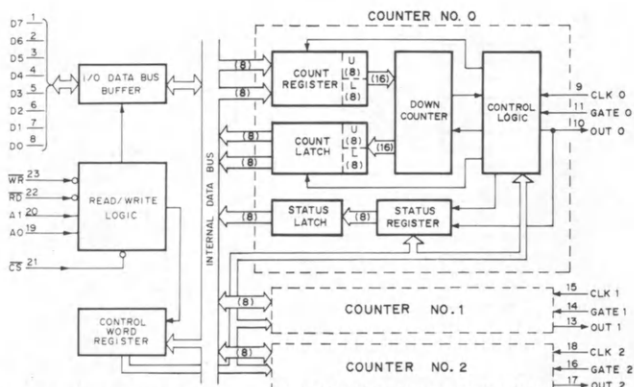 COUNTER NO. 0
D7 1
D6 2
D5 3
D4 4
D3 5
D2 6
D1 7
D0 8
I/O DATA BUS
BUFFER
WR 23
RD 22
A1 20
A0 19
CS 21
READ/WRITE
LOGIC
CONTROL
WORD
REGISTER
INTERNAL DATA BUS
(8)
(8)
COUNT
REGISTER
U
(8)
L
(8)
(16)
DOWN
COUNTER
CONTROL
LOGIC
9 CLK 0
11 GATE 0
10 OUT 0
(8)
(8)
COUNT
LATCH
U
(8)
L
(8)
(16)
(8)
STATUS
LATCH
(8)
STATUS
REGISTER
(8)
COUNTER NO. 1
15 CLK 1
14 GATE 1
13 OUT 1
(8)
COUNTER NO. 2
18 CLK 2
16 GATE 2
17 OUT 2